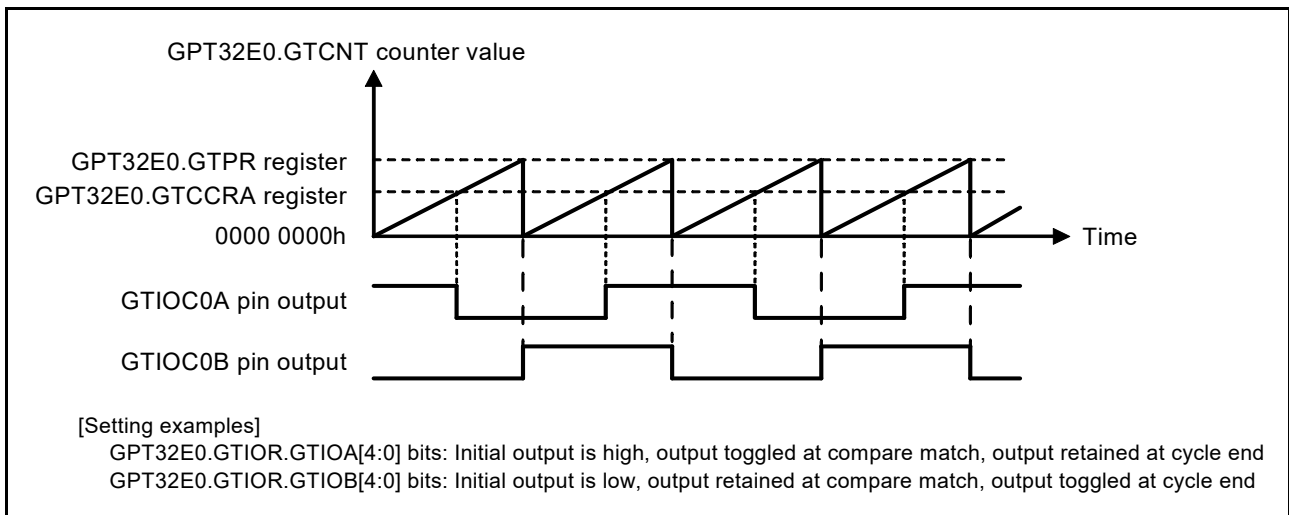 GPT32E0.GTCNT counter value
GPT32E0.GTPR register
GPT32E0.GTCCRA register
0000 0000h
Time
GTIOC0A pin output
GTIOC0B pin output
[Setting examples]
GPT32E0.GTIOR.GTIOA[4:0] bits: Initial output is high, output toggled at compare match, output retained at cycle end
GPT32E0.GTIOR.GTIOB[4:0] bits: Initial output is low, output retained at compare match, output toggled at cycle end